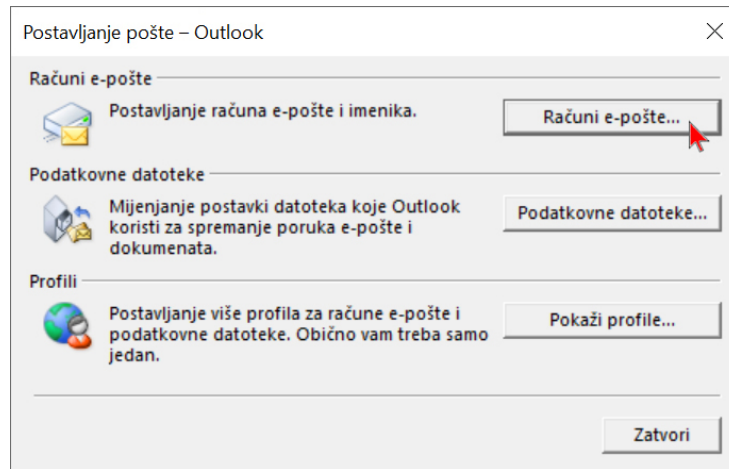 Postavljanje pošte – Outlook
Računi e-pošte
Postavljanje računa e-pošte i imenika.
Računi e-pošte...
Podatkovne datoteke
Mijenjanje postavki datoteka koje Outlook
koristi za spremanje poruka e-pošte i
dokumenata.
Podatkovne datoteke...
Profili
Postavljanje više profila za račune e-pošte i
podatkovne datoteke. Obično vam treba samo
jedan.
Pokaži profile...
Zatvori